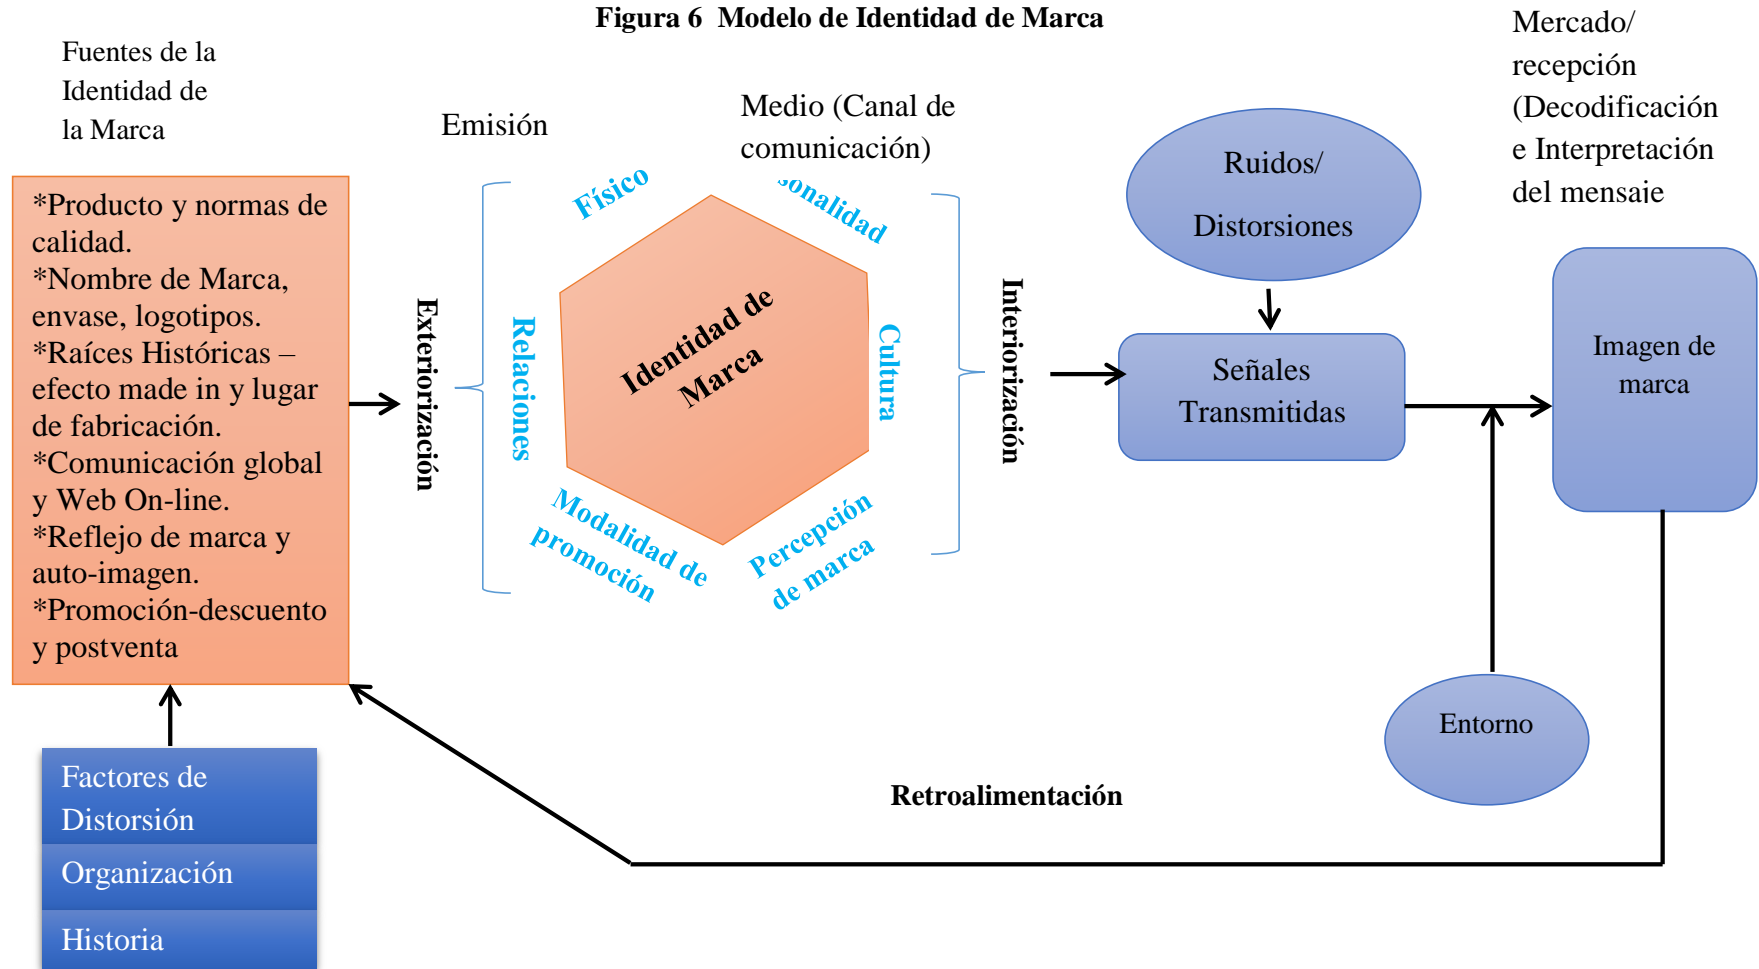 Figura 6 Modelo de Identidad de Marca
Fuentes de la
Identidad de
la Marca
Emisión
Medio (Canal de
comunicación)
Mercado/
recepción
(Decodificación
e Interpretación
del mensaje
*Producto y normas de
calidad.
*Nombre de Marca,
envase, logotipos.
*Raíces Históricas –
efecto made in y lugar
de fabricación.
*Comunicación global
y Web On-line.
*Reflejo de marca y
auto-imagen.
*Promoción-descuento
y postventa
Factores de
Distorsión
Organización
Historia
Exteriorización
Físico
sonalidad
Relaciones
Identidad de
Marca
Cultura
Modalidad de
promoción
Percepción
de marca
Interiorización
Ruidos/
Distorsiones
Señales
Transmitidas
Imagen de
marca
Entorno
Retroalimentación